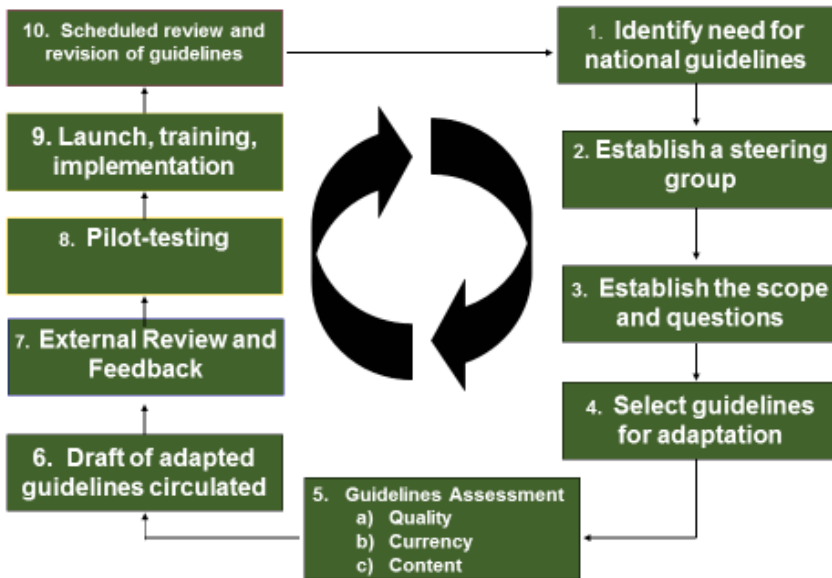 10. Scheduled review and
revision of guidelines
1. Identify need for
national guidelines
9. Launch, training,
implementation
2. Establish a steering
group
8. Pilot-testing
3. Establish the scope
and questions
7. External Review and
Feedback
4. Select guidelines
for adaptation
6. Draft of adapted
guidelines circulated
5. Guidelines Assessment
a) Quality
b) Currency
c) Content